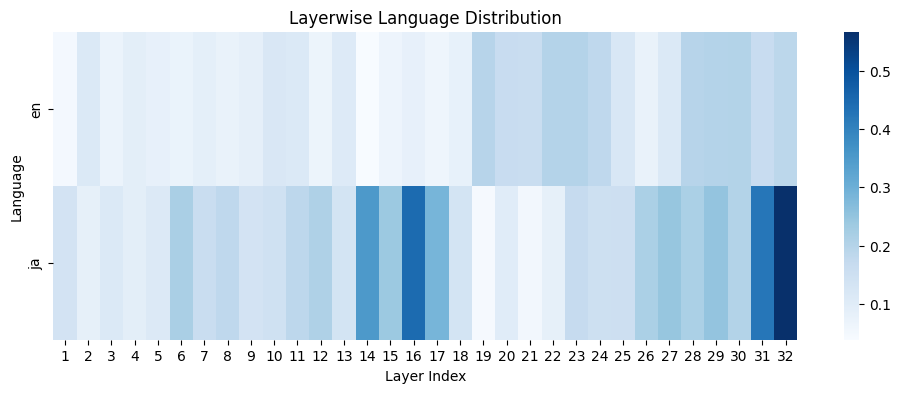 Layerwise Language Distribution
Language
en
ja
1 2 3 4 5 6 7 8 9 10 11 12 13 14 15 16 17 18 19 20 21 22 23 24 25 26 27 28 29 30 31 32
Layer Index
0.5
0.4
0.3
0.2
0.1